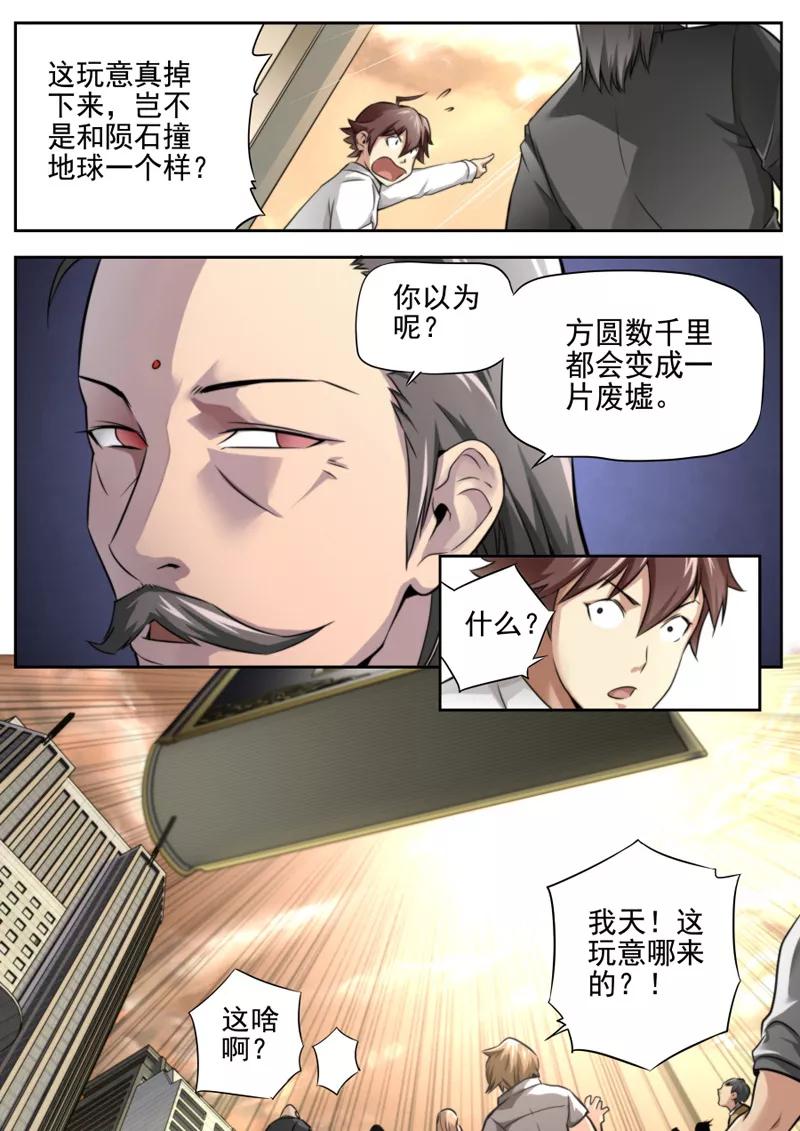 这玩意真掉
下来，岂不
是和陨石撞
地球一个样？
你以为
呢？
方圆数千里
都会变成一
片废墟。
什么？
我天！这
玩意哪来
的？！
这啥
啊？